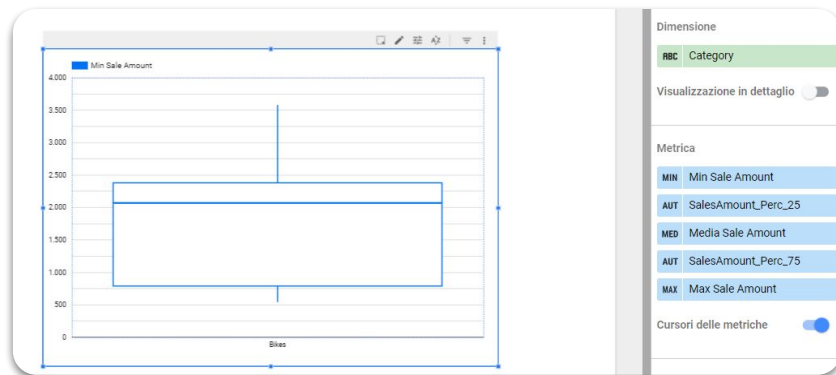 Min Sale Amount
4.000
3.500
3.000
2.500
2.000
1.500
1.000
500
0
Bikes
Dimensione
ABC Category
Visualizzazione in dettaglio
Metrica
MIN Min Sale Amount
AUT SalesAmount_Perc_25
MED Media Sale Amount
AUT SalesAmount_Perc_75
MAX Max Sale Amount
Cursori delle metriche